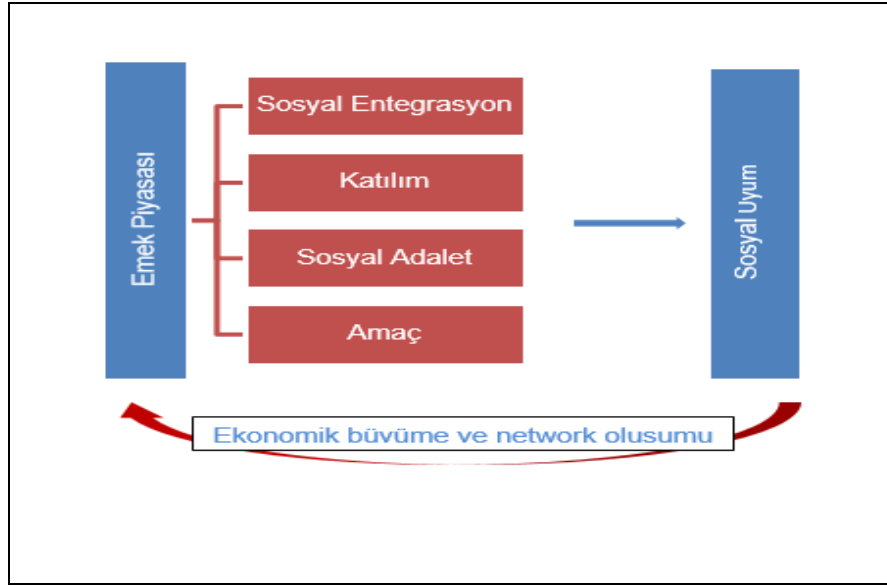 Emek Piyasası
Sosyal Entegrasyon
Katılım
Sosyal Adalet
Amaç
Sosyal Uyum
Ekonomik büvüme ve network olusumu